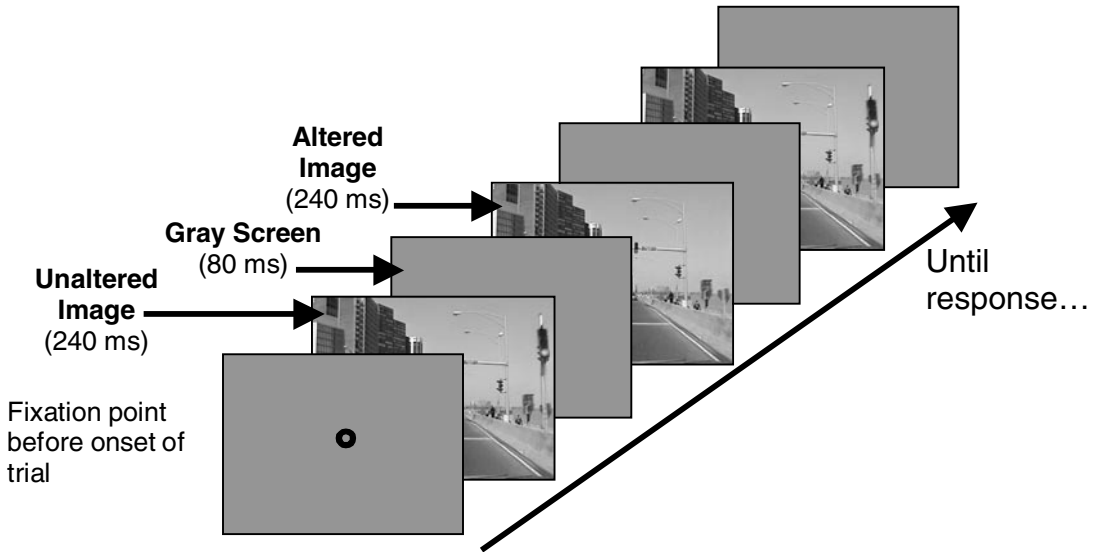 Altered
Image
(240 ms)
Gray Screen
(80 ms)
Unaltered
Image
(240 ms)
Fixation point
before onset of
trial
Until
response…